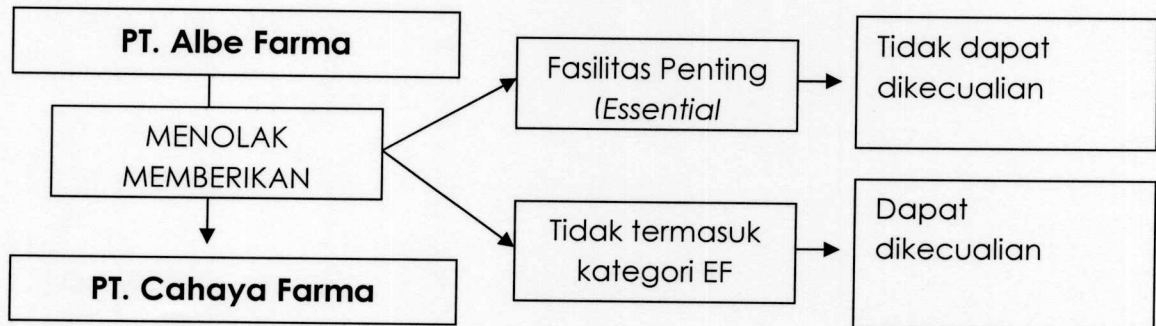 PT. Albe Farma
MENOLAK
MEMBERIKAN
PT. Cahaya Farma
Fasilitas Penting
(Essential
Tidak dapat
dikecualian
Tidak termasuk
kategori EF
Dapat
dikecualian